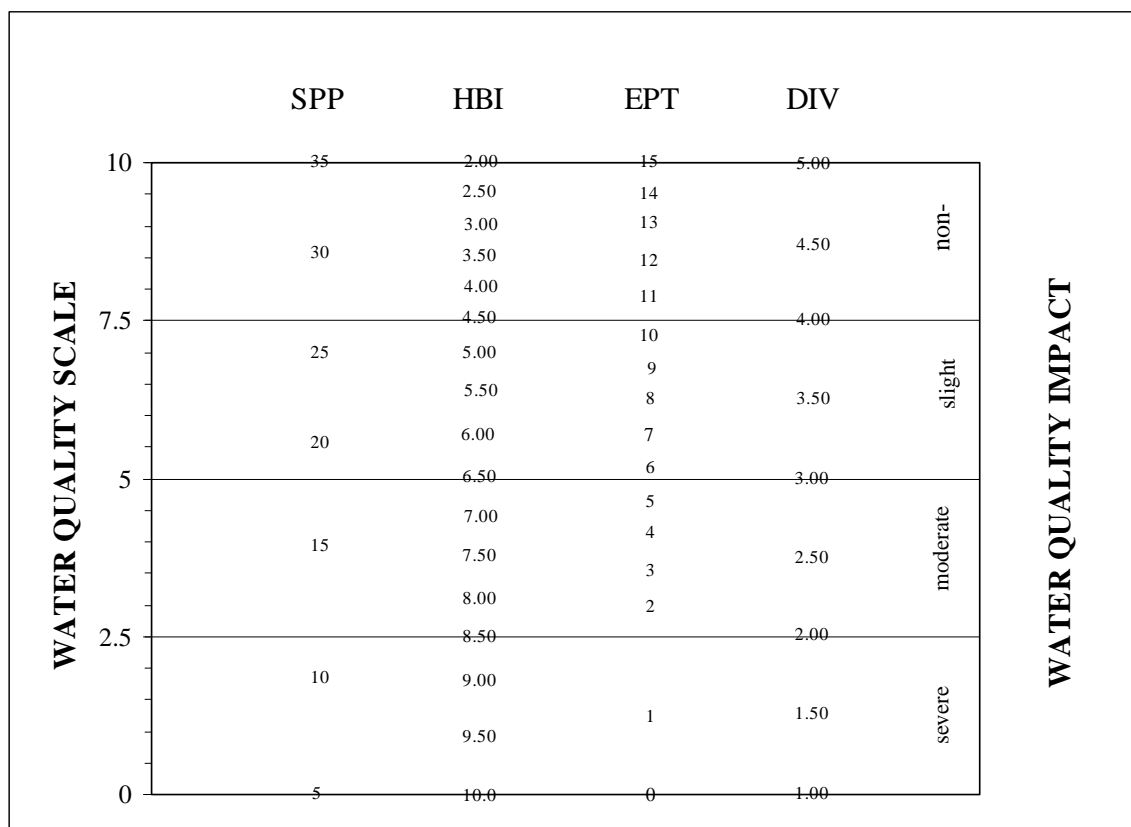 SPP HBI EPT DIV
10 35 2.00 15 5.00
2.50 14
3.00 13
30 3.50 12 4.50
4.00 11
non-
7.5 4.50 4.00
10
25 5.00 9
5.50 8 3.50
20 6.00 7
6
slight
5 6.50 3.00
5
7.00 4
15 7.50 3 2.50
8.00 2
moderate
2.5 8.50 2.00
10 9.00
1 1.50
9.50
severe
0 5 10.0 0 1.00
WATER QUALITY SCALE
WATER QUALITY IMPACT